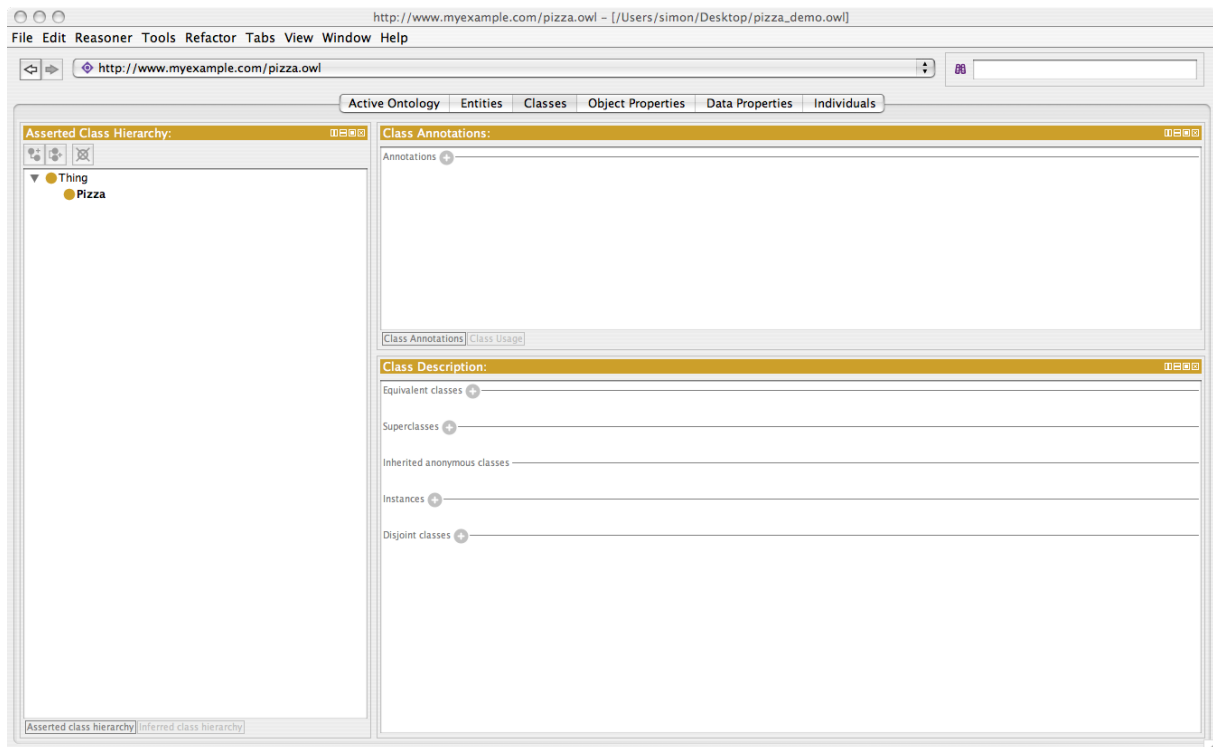 http://www.myexample.com/pizza.owl – [/Users/simon/Desktop/pizza_demo.owl]
File Edit Reasoner Tools Refactor Tabs View Window Help
http://www.myexample.com/pizza.owl
Active Ontology Entities Classes Object Properties Data Properties Individuals
Asserted Class Hierarchy:
Thing
Pizza
Asserted class hierarchy Inferred class hierarchy
Class Annotations:
Annotations
Class Annotations Class Usage
Class Description:
Equivalent classes
Superclasses
Inherited anonymous classes
Instances
Disjoint classes